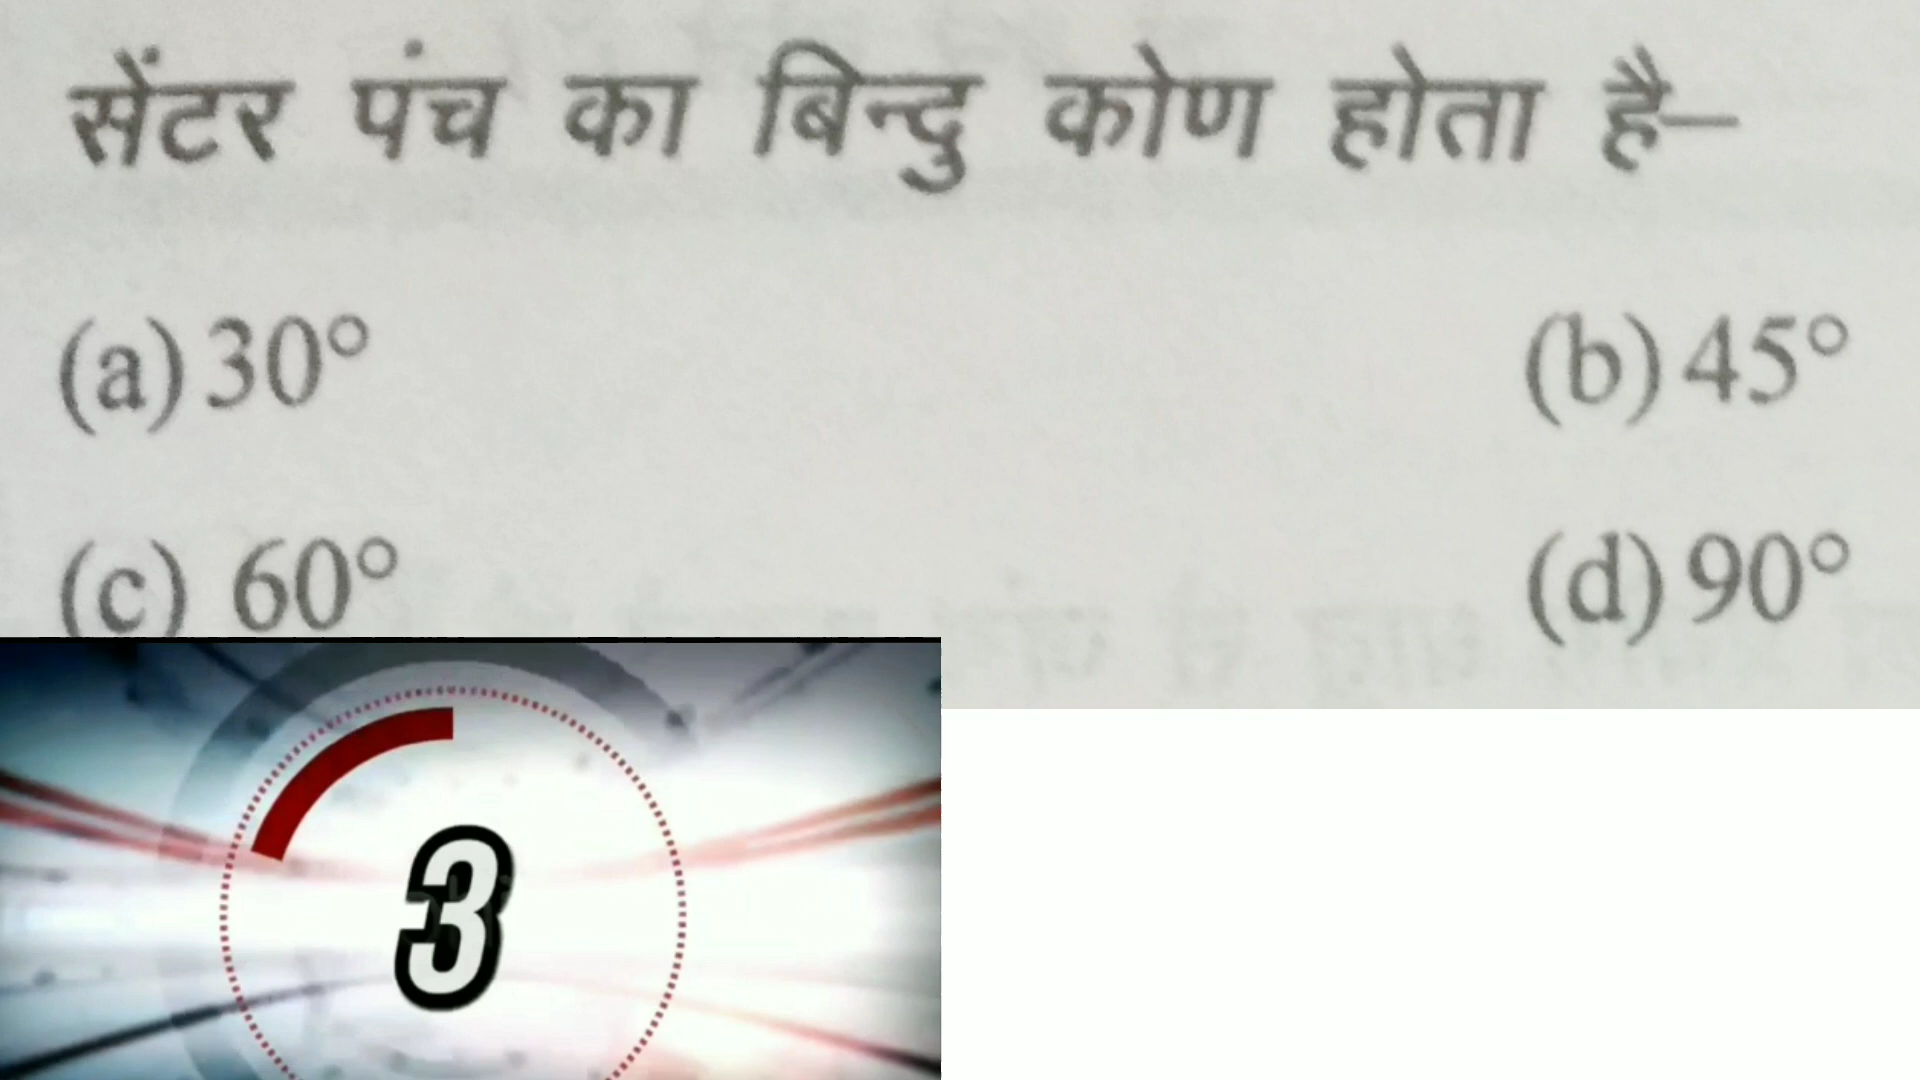 सेंटर पंच का बिन्दु कोण होता है–
(a) 30°
(b) 45°
(c) 60°
(d) 90°
3